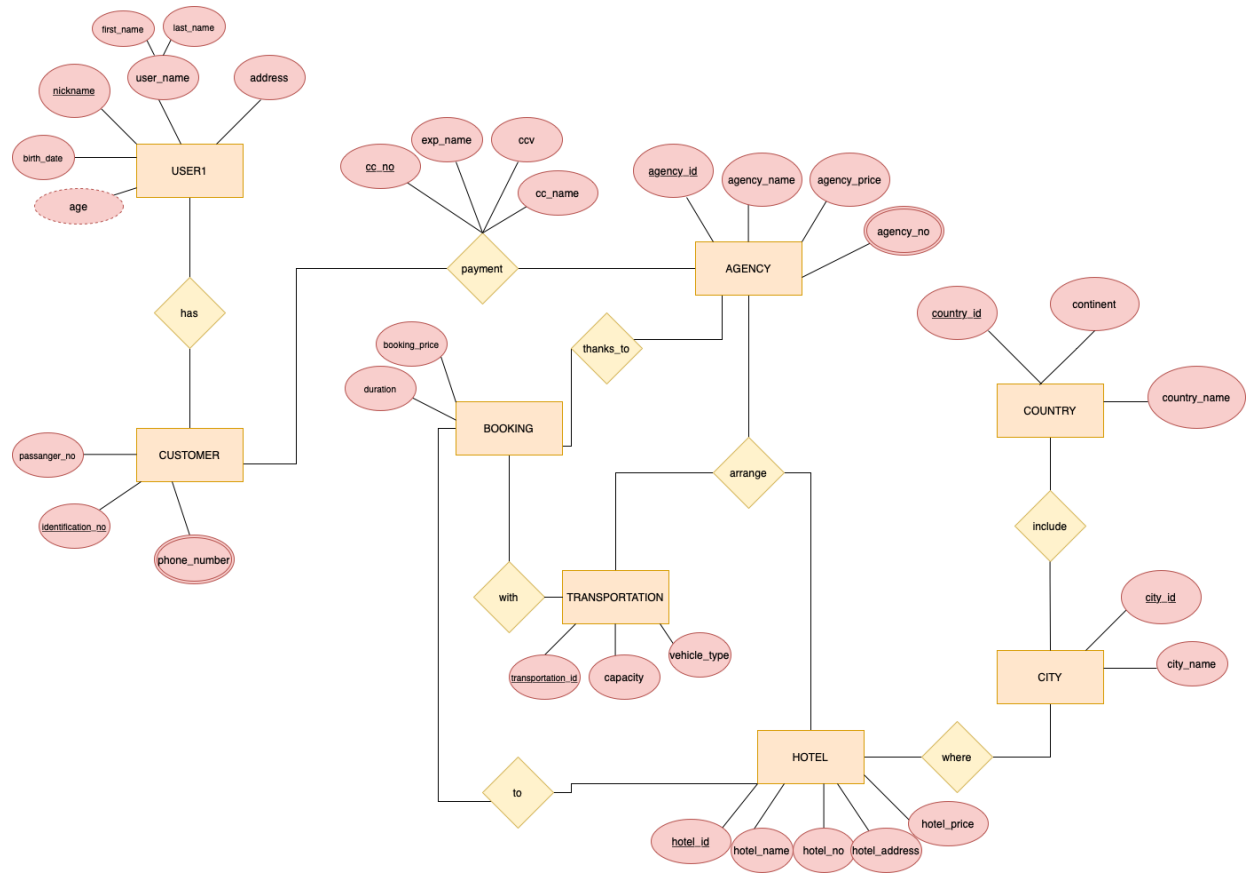 first_name
last_name
user_name
nickname
address
birth_date
USER1
age
has
passanger_no
CUSTOMER
identification_no
phone_number
cc_no
exp_name
ccv
cc_name
payment
agency_id
agency_name
agency_price
agency_no
AGENCY
thanks_to
booking_price
duration
BOOKING
arrange
with
TRANSPORTATION
transportation_id
capacity
vehicle_type
country_id
continent
COUNTRY
country_name
include
city_id
CITY
city_name
HOTEL
where
to
hotel_id
hotel_name
hotel_no
hotel_address
hotel_price